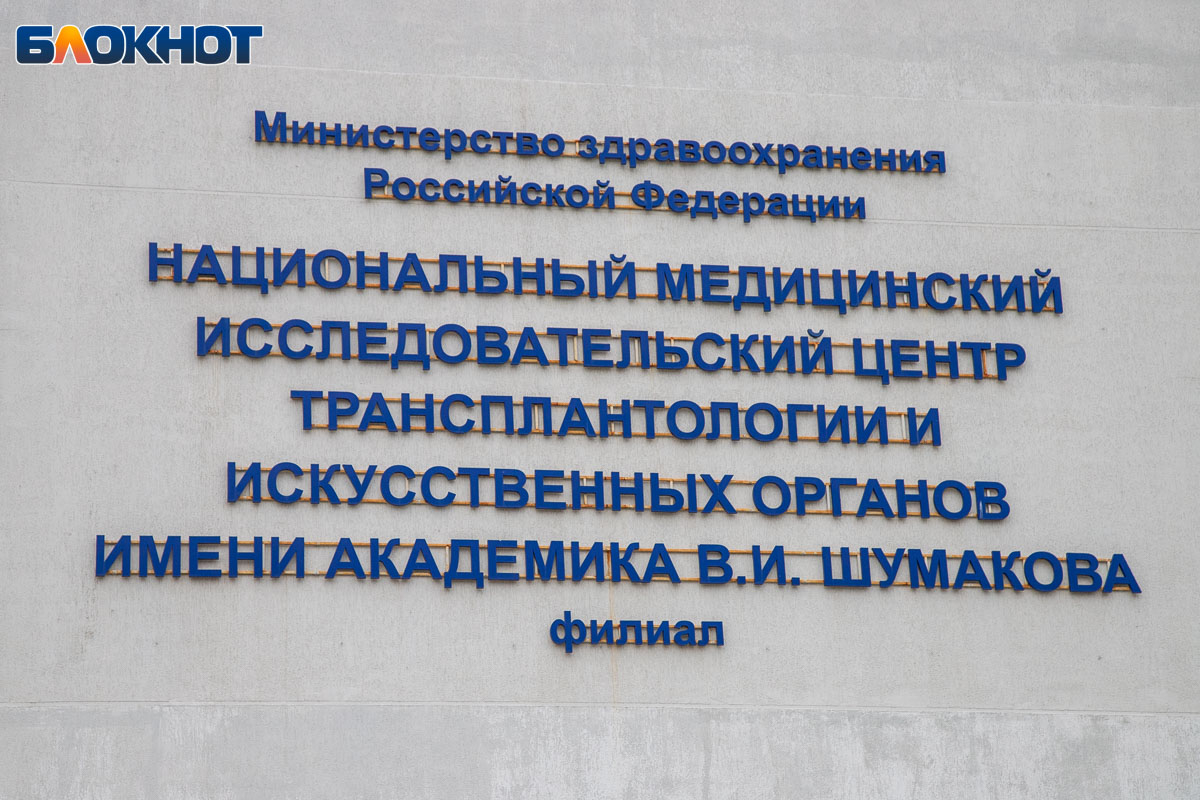 БЛОКНОТ
Министерство здравоохранения
Российской Федерации
НАЦИОНАЛЬНЫЙ МЕДИЦИНСКИЙ
ИССЛЕДОВАТЕЛЬСКИЙ ЦЕНТР
ТРАНСПЛАНТОЛОГИИ И
ИСКУССТВЕННЫХ ОРГАНОВ
ИМЕНИ АКАДЕМИКА В.И. ШУМАКОВА
филиал